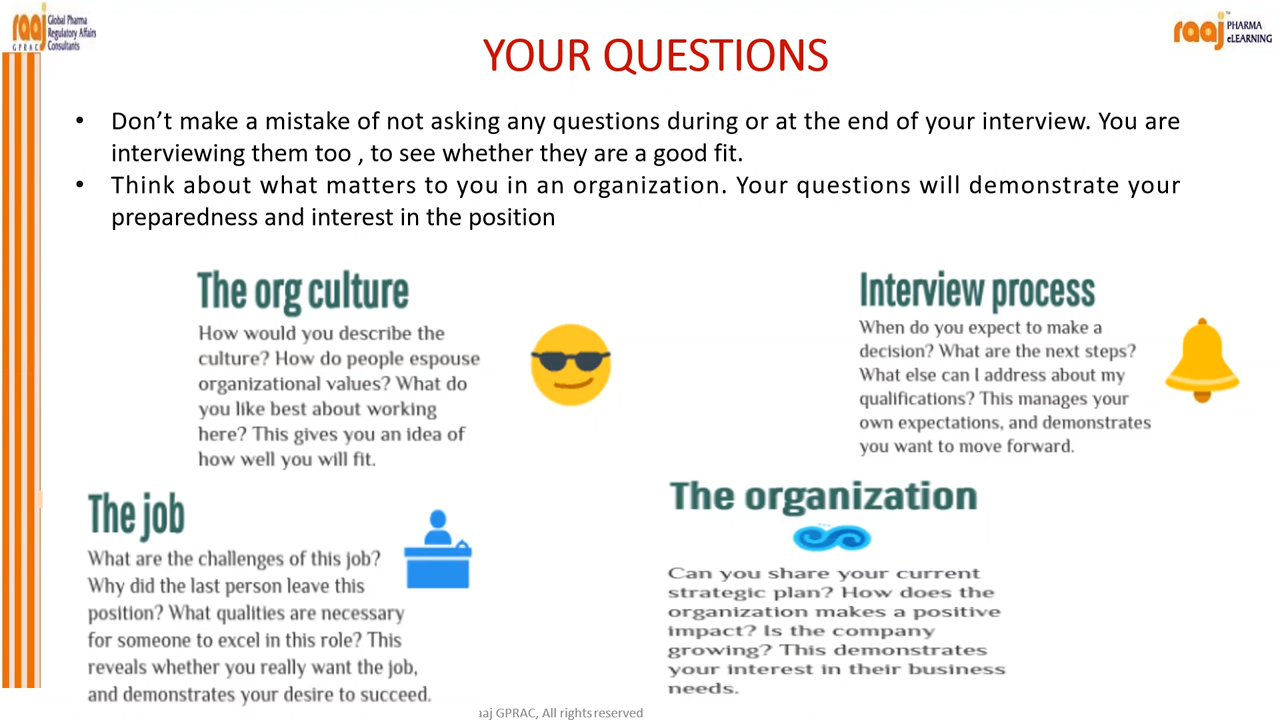 raaj Global Pharma
Regulatory Affairs
GPRAC Consultants
raaj™ PHARMA
eLEARNING
YOUR QUESTIONS
• Don’t make a mistake of not asking any questions during or at the end of your interview. You are
interviewing them too , to see whether they are a good fit.
• Think about what matters to you in an organization. Your questions will demonstrate your
preparedness and interest in the position
The org culture
How would you describe the
culture? How do people espouse
organizational values? What do
you like best about working
here? This gives you an idea of
how well you will fit.
Interview process
When do you expect to make a
decision? What are the next steps?
What else can I address about my
qualifications? This manages your
own expectations, and demonstrates
you want to move forward.
The job
What are the challenges of this job?
Why did the last person leave this
position? What qualities are necessary
for someone to excel in this role? This
reveals whether you really want the job,
and demonstrates your desire to succeed.
The organization
Can you share your current
strategic plan? How does the
organization makes a positive
impact? Is the company
growing? This demonstrates
your interest in their business
needs.
aaj GPRAC, All rights reserved